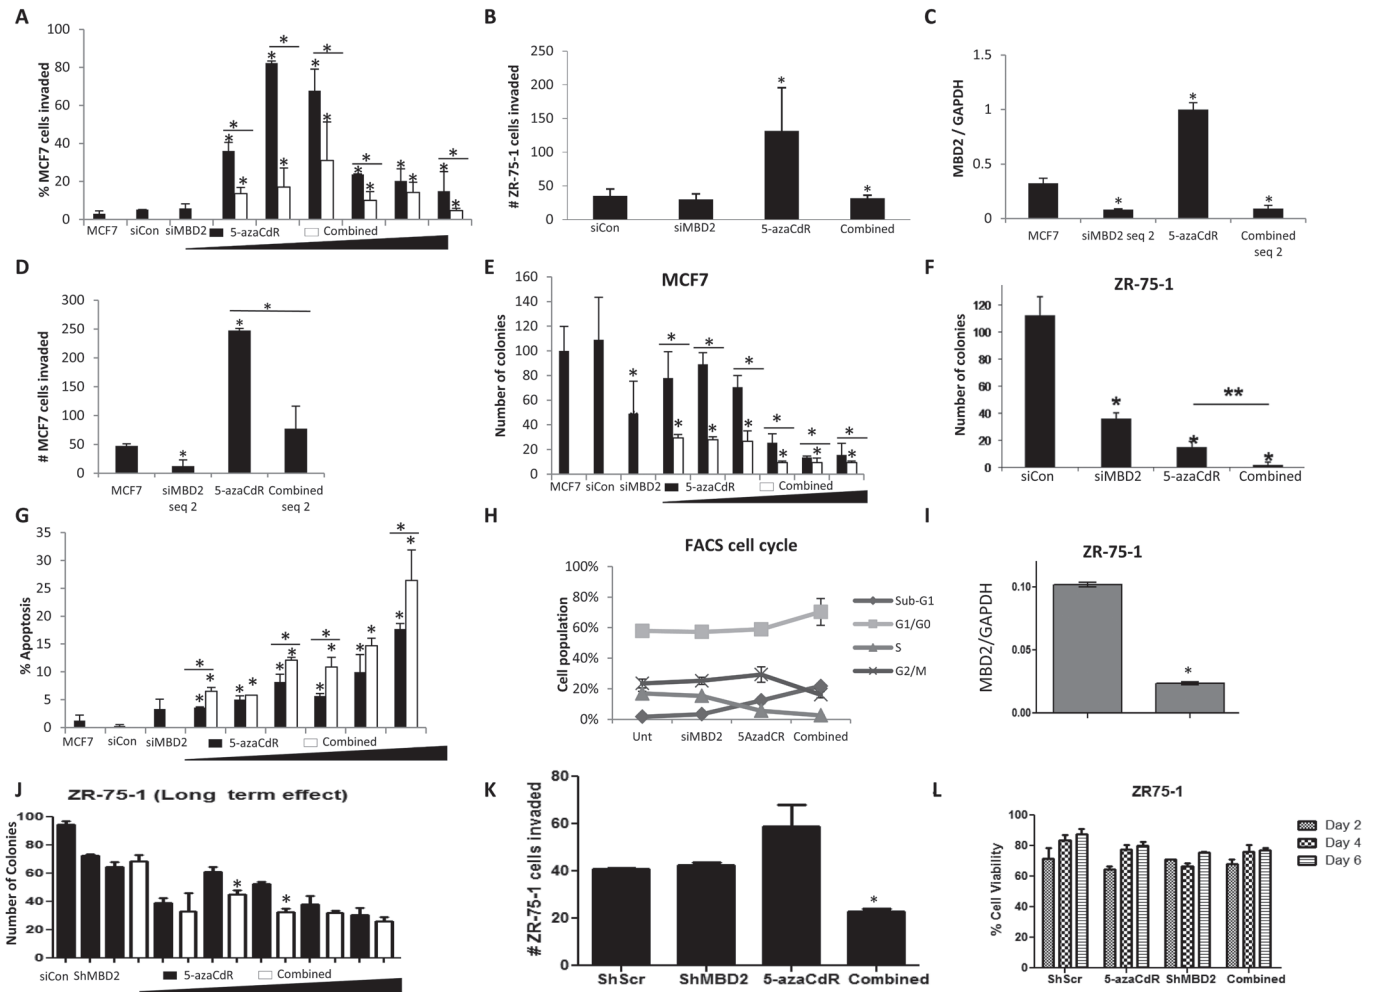 A
% MCF7 cells invaded
100
80
60
40
20
0
* * * * * * * * * * * * * * * * *
MCF7 siCon siMBD2 5-azaCdR Combined
B
# ZR-75-1 cells invaded
250
200
150
100
50
0
* *
siCon siMBD2 5-azaCdR Combined
C
MBD2 / GAPDH
1.5
1
0.5
0
* * *
MCF7 siMBD2 seq 2 5-azaCdR Combined
seq 2
D
# MCF7 cells invaded
300
250
200
150
100
50
0
* * *
MCF7 siMBD2 5-azaCdR Combined
seq 2 seq 2
E
MCF7
Number of colonies
160
140
120
100
80
60
40
20
0
* * * * * * * * * * * * *
MCF7 siCon siMBD2 5-azaCdR Combined
F
ZR-75-1
Number of colonies
120
100
80
60
40
20
0
* * ** *
siCon siMBD2 5-azaCdR Combined
G
% Apoptosis
35
30
25
20
15
10
5
0
* * * * * * * * * * * * * * * *
MCF7 siCon siMBD2 5-azaCdR Combined
H
FACS cell cycle
Cell population
100%
80%
60%
40%
20%
0%
Unt siMBD2 5AzadCR Combined
Sub-G1
G1/G0
S
G2/M
I
ZR-75-1
MBD2/GAPDH
0.10
0.05
0.00
*
J
ZR-75-1 (Long term effect)
Number of Colonies
100
80
60
40
20
0
* *
siCon ShMBD2 5-azaCdR Combined
K
# ZR-75-1 cells invaded
80
60
40
20
0
*
ShScr ShMBD2 5-azaCdR Combined
L
ZR75-1
% Cell Viability
100
80
60
40
20
0
ShScr 5-azaCdR ShMBD2 Combined
Day 2
Day 4
Day 6